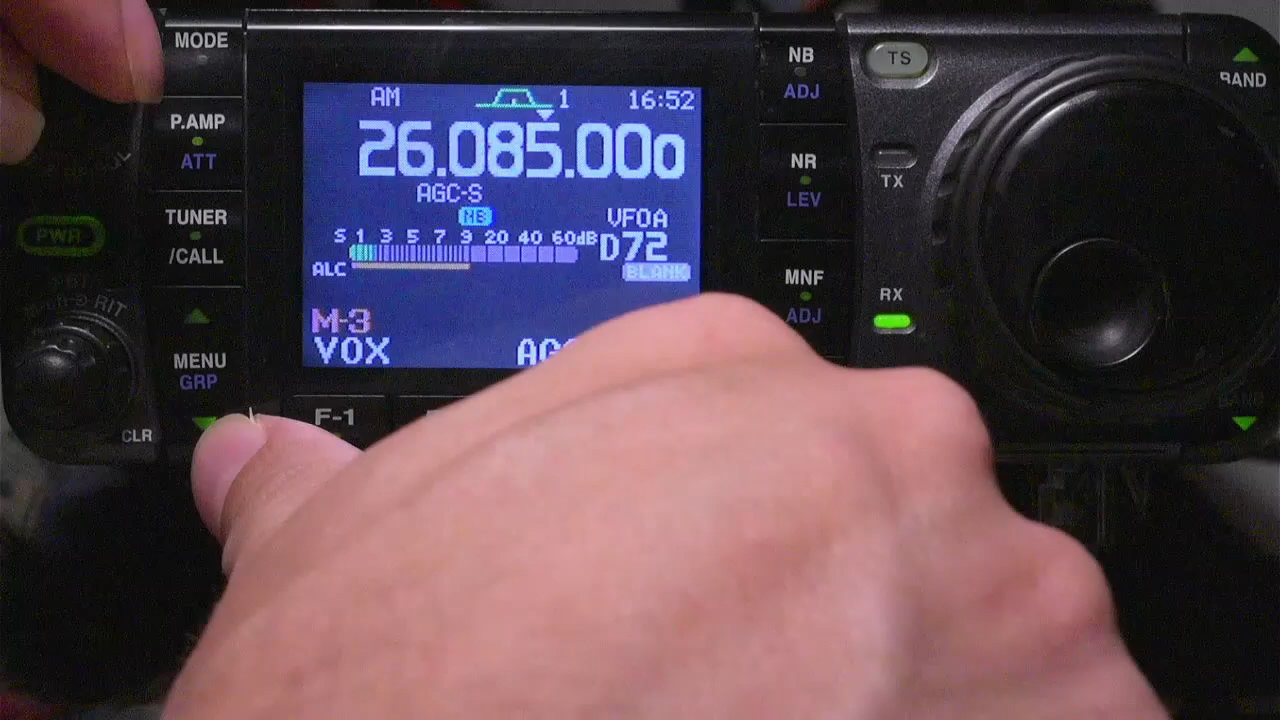 MODE
P.AMP
ATT
TUNER
/CALL
MENU
GRP
PWR
RIT
CLR
AM
1
16:52
26.085.000
AGC-S
NB
VFOA
S 1 3 5 7 9 20 40 60dB
D72
BLANK
ALC
M-3
VOX
F-1
NB
ADJ
NR
LEV
MNF
ADJ
TS
TX
RX
BAND
BAND